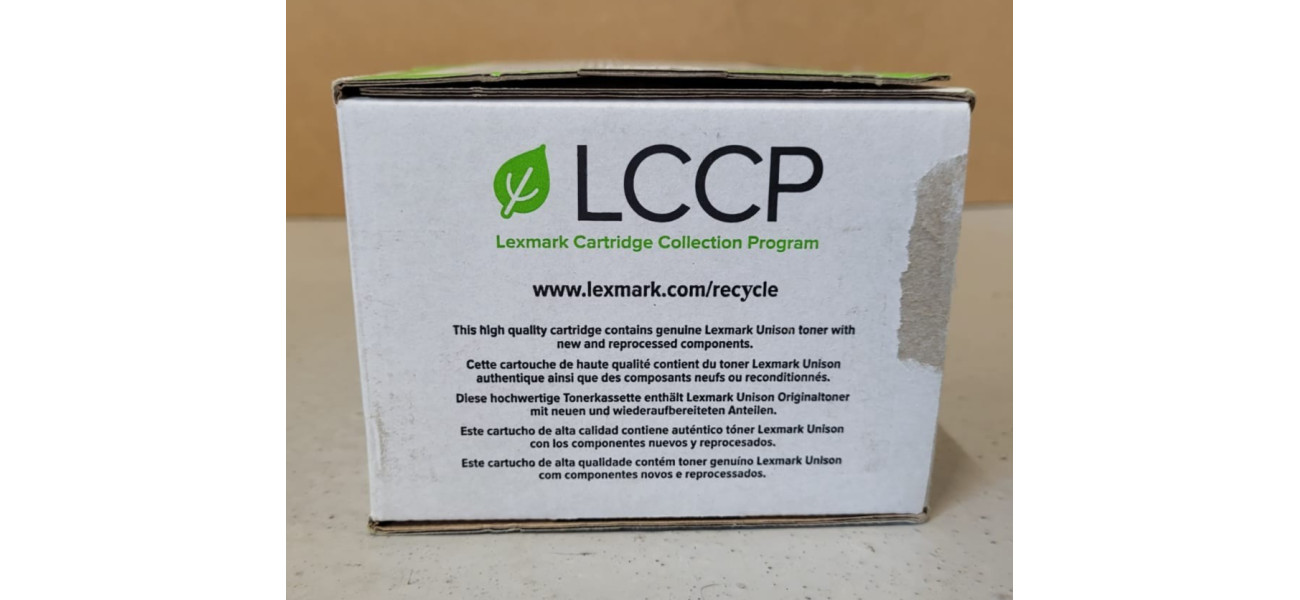 LCCP
Lexmark Cartridge Collection Program
www.lexmark.com/recycle
This high quality cartridge contains genuine Lexmark Unison toner with
new and reprocessed components.
Cette cartouche de haute qualité contient du toner Lexmark Unison
authentique ainsi que des composants neufs ou reconditionnés.
Diese hochwertige Tonerkassette enthält Lexmark Unison Originaltoner
mit neuen und wiederaufbereiteten Anteilen.
Este cartucho de alta calidad contiene auténtico tóner Lexmark Unison
con los componentes nuevos y reprocesados.
Este cartucho de alta qualidade contém toner genuíno Lexmark Unison
com componentes novos e reprocessados.